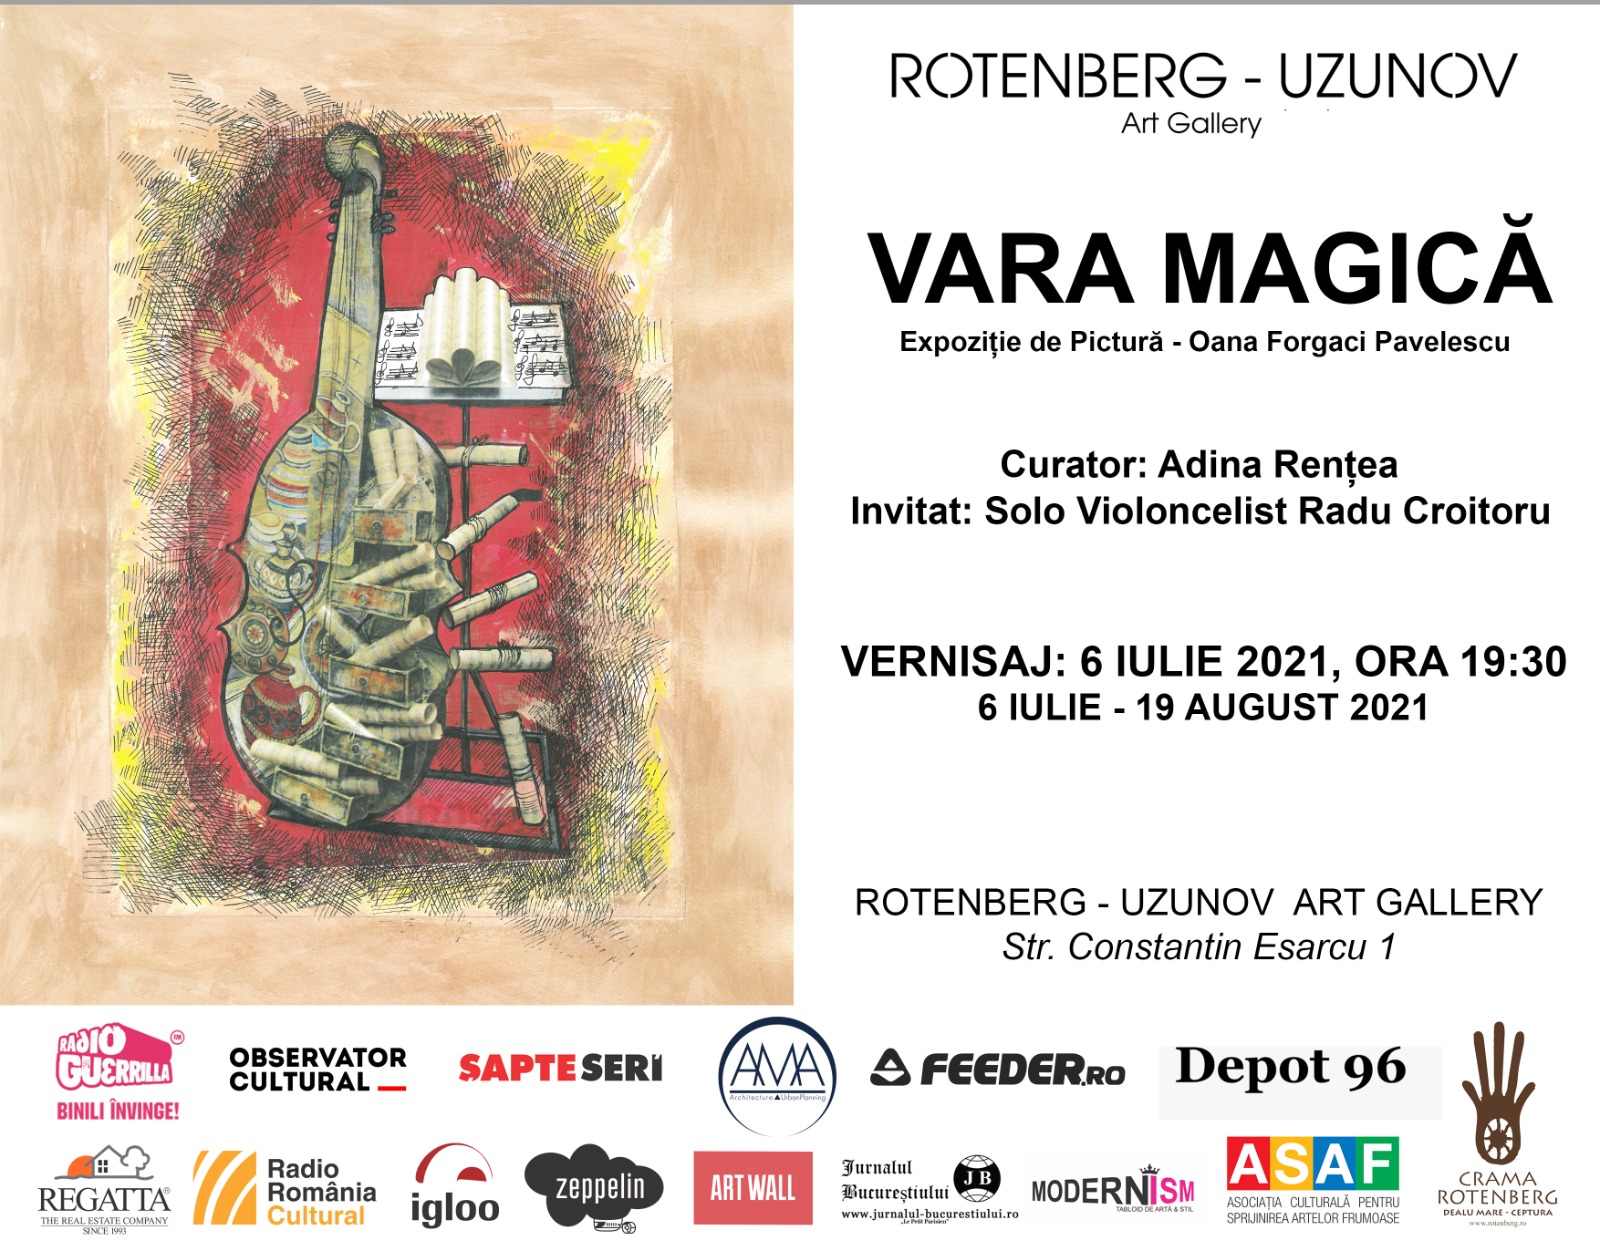 ROTENBERG - UZUNOV
Art Gallery
VARA MAGICĂ
Expoziție de Pictură - Oana Forgaci Pavelescu
Curator: Adina Rențea
Invitat: Solo Violoncelist Radu Croitoru
VERNISAJ: 6 IULIE 2021, ORA 19:30
6 IULIE - 19 AUGUST 2021
ROTENBERG - UZUNOV ART GALLERY
Str. Constantin Esarcu 1
RADIO
GUERRILLA
FM
BINILI ÎNVINGE!
OBSERVATOR
CULTURAL
SAPTE SERI
AMA
Architecture▲UrbanPlanning
FEEDER.RO
Depot 96
REGATTA®
THE REAL ESTATE COMPANY
SINCE 1993
Radio
România
Cultural
igloo
zeppelin
ART WALL
Jurnalul
Bucureștiului
JB
www.jurnalul-bucurestiului.ro
„Le Petit Parisien”
MODERNISM
TABLOID DE ARTĂ & STIL
ASAF
ASOCIAȚIA CULTURALĂ PENTRU
SPRIJINIREA ARTELOR FRUMOASE
CRAMA
ROTENBERG
DEALU MARE - CEPTURA
www.rotenberg.ro